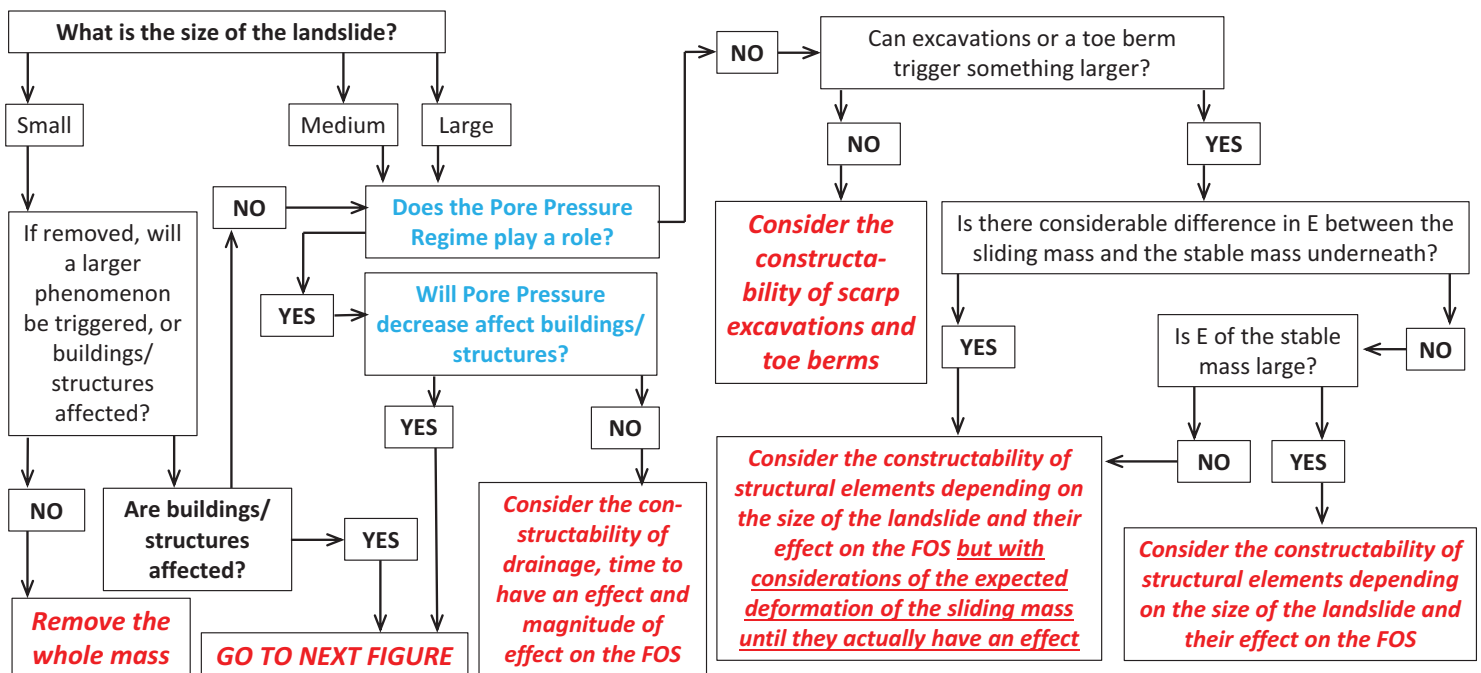 What is the size of the landslide?
Small
Medium
Large
If removed, will
a larger
phenomenon
be triggered, or
buildings/
structures
affected?
NO
Remove the
whole mass
Are buildings/
structures
affected?
NO
YES
GO TO NEXT FIGURE
Does the Pore Pressure
Regime play a role?
YES
Will Pore Pressure
decrease affect buildings/
structures?
YES
NO
Consider the con-
structability of
drainage, time to
have an effect and
magnitude of
effect on the FOS
NO
Can excavations or a toe berm
trigger something larger?
NO
Consider the
constructa-
bility of scarp
excavations and
toe berms
YES
Is there considerable difference in E between the
sliding mass and the stable mass underneath?
YES
NO
Is E of the stable
mass large?
NO
YES
Consider the constructability of
structural elements depending on
the size of the landslide and their
effect on the FOS but with
considerations of the expected
deformation of the sliding mass
until they actually have an effect
Consider the constructability of
structural elements depending
on the size of the landslide and
their effect on the FOS